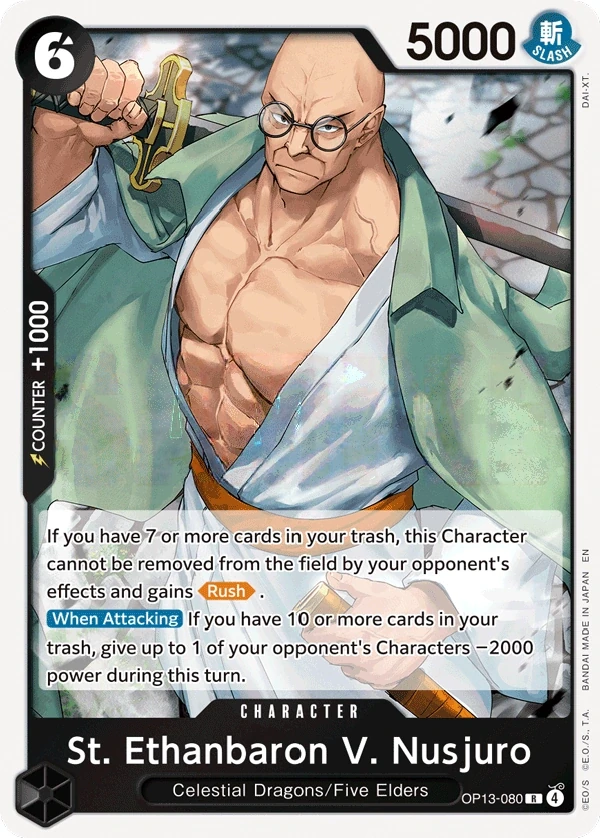 6
5000
斬
SLASH
DAI-XT.
COUNTER +1000
If you have 7 or more cards in your trash, this Character
cannot be removed from the field by your opponent's
effects and gains Rush .
When Attacking If you have 10 or more cards in your
trash, give up to 1 of your opponent's Characters −2000
power during this turn.
CHARACTER
St. Ethanbaron V. Nusjuro
Celestial Dragons/Five Elders
OP13-080 R 4
©E.O/S ©E.O./S., T.A. BANDAI MADE IN JAPAN EN